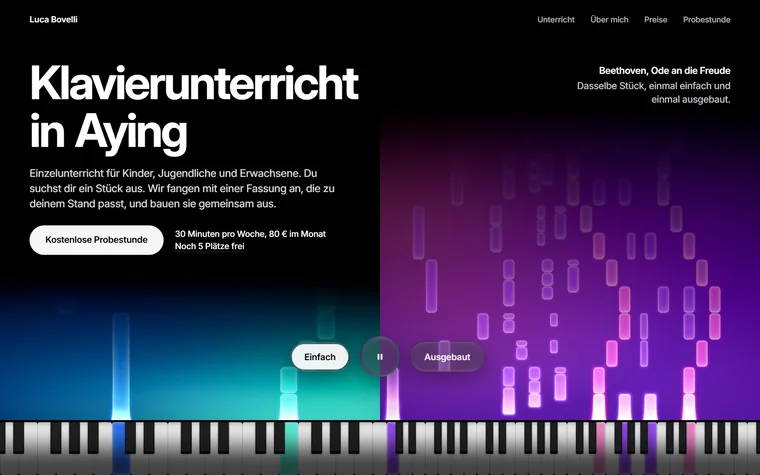 Luca Bovelli
Unterricht
Über mich
Preise
Probestunde
Klavierunterricht
in Aying
Einzelunterricht für Kinder, Jugendliche und Erwachsene. Du
suchst dir ein Stück aus. Wir fangen mit einer Fassung an, die zu
deinem Stand passt, und bauen sie gemeinsam aus.
Kostenlose Probestunde
30 Minuten pro Woche, 80 € im Monat
Noch 5 Plätze frei
Beethoven, Ode an die Freude
Dasselbe Stück, einmal einfach und
einmal ausgebaut.
Einfach
Ausgebaut